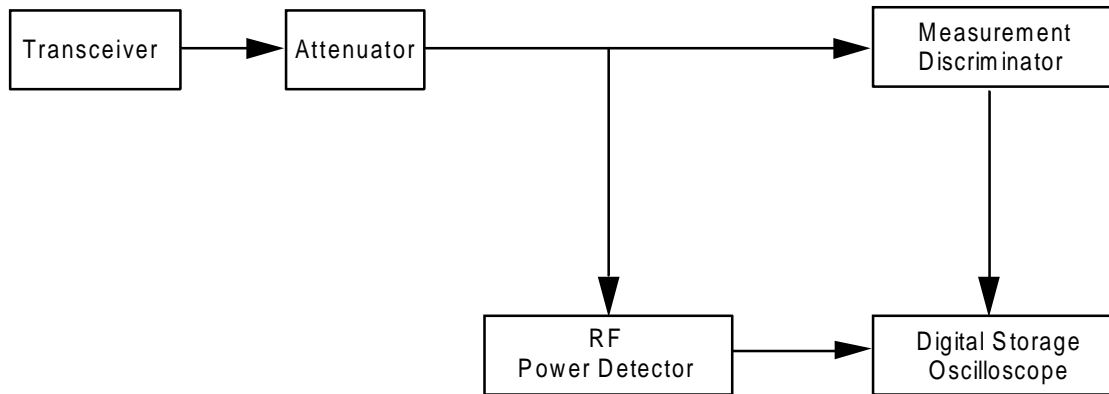 Transceiver
Attenuator
Measurement
Discriminator
RF
Power Detector
Digital Storage
Oscilloscope